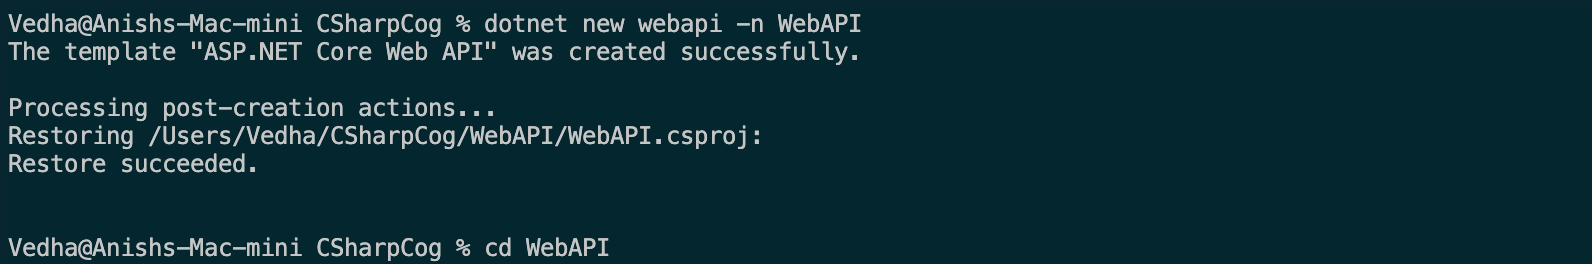 Vedha@Anishs-Mac-mini CSharpCog % dotnet new webapi -n WebAPI
The template "ASP.NET Core Web API" was created successfully.
Processing post-creation actions...
Restoring /Users/Vedha/CSharpCog/WebAPI/WebAPI.csproj:
Restore succeeded.
Vedha@Anishs-Mac-mini CSharpCog % cd WebAPI